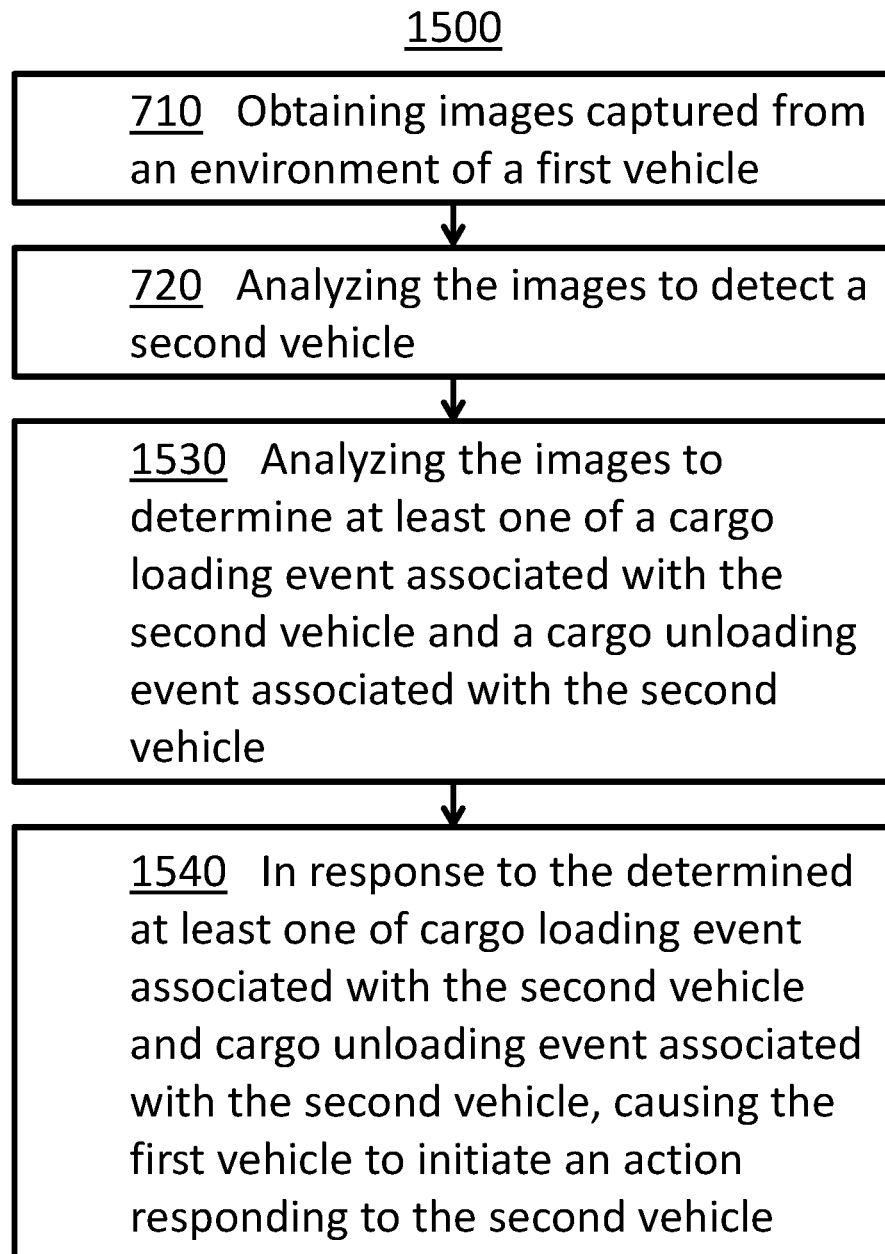 1500
710 Obtaining images captured from
an environment of a first vehicle
720 Analyzing the images to detect a
second vehicle
1530 Analyzing the images to
determine at least one of a cargo
loading event associated with the
second vehicle and a cargo unloading
event associated with the second
vehicle
1540 In response to the determined
at least one of cargo loading event
associated with the second vehicle
and cargo unloading event associated
with the second vehicle, causing the
first vehicle to initiate an action
responding to the second vehicle